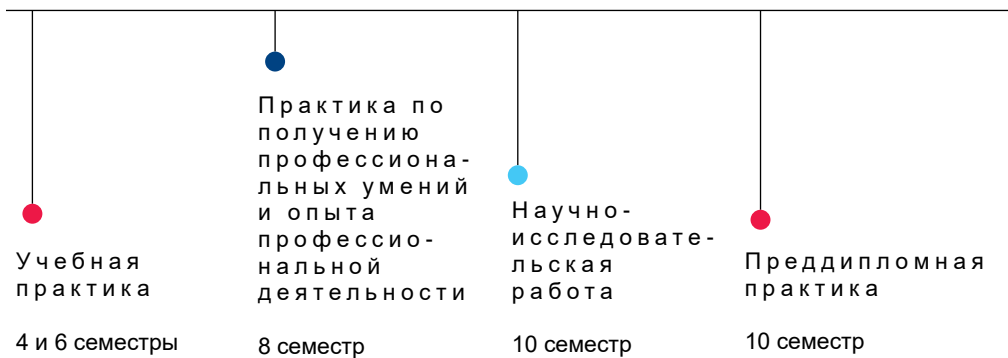 Учебная
практика
4 и 6 семестры
Практика по
получению
профессиона-
льных умений
и опыта
профессио-
нальной
деятельности
8 семестр
Научно-
исследовате-
льская
работа
10 семестр
Преддипломная
практика
10 семестр